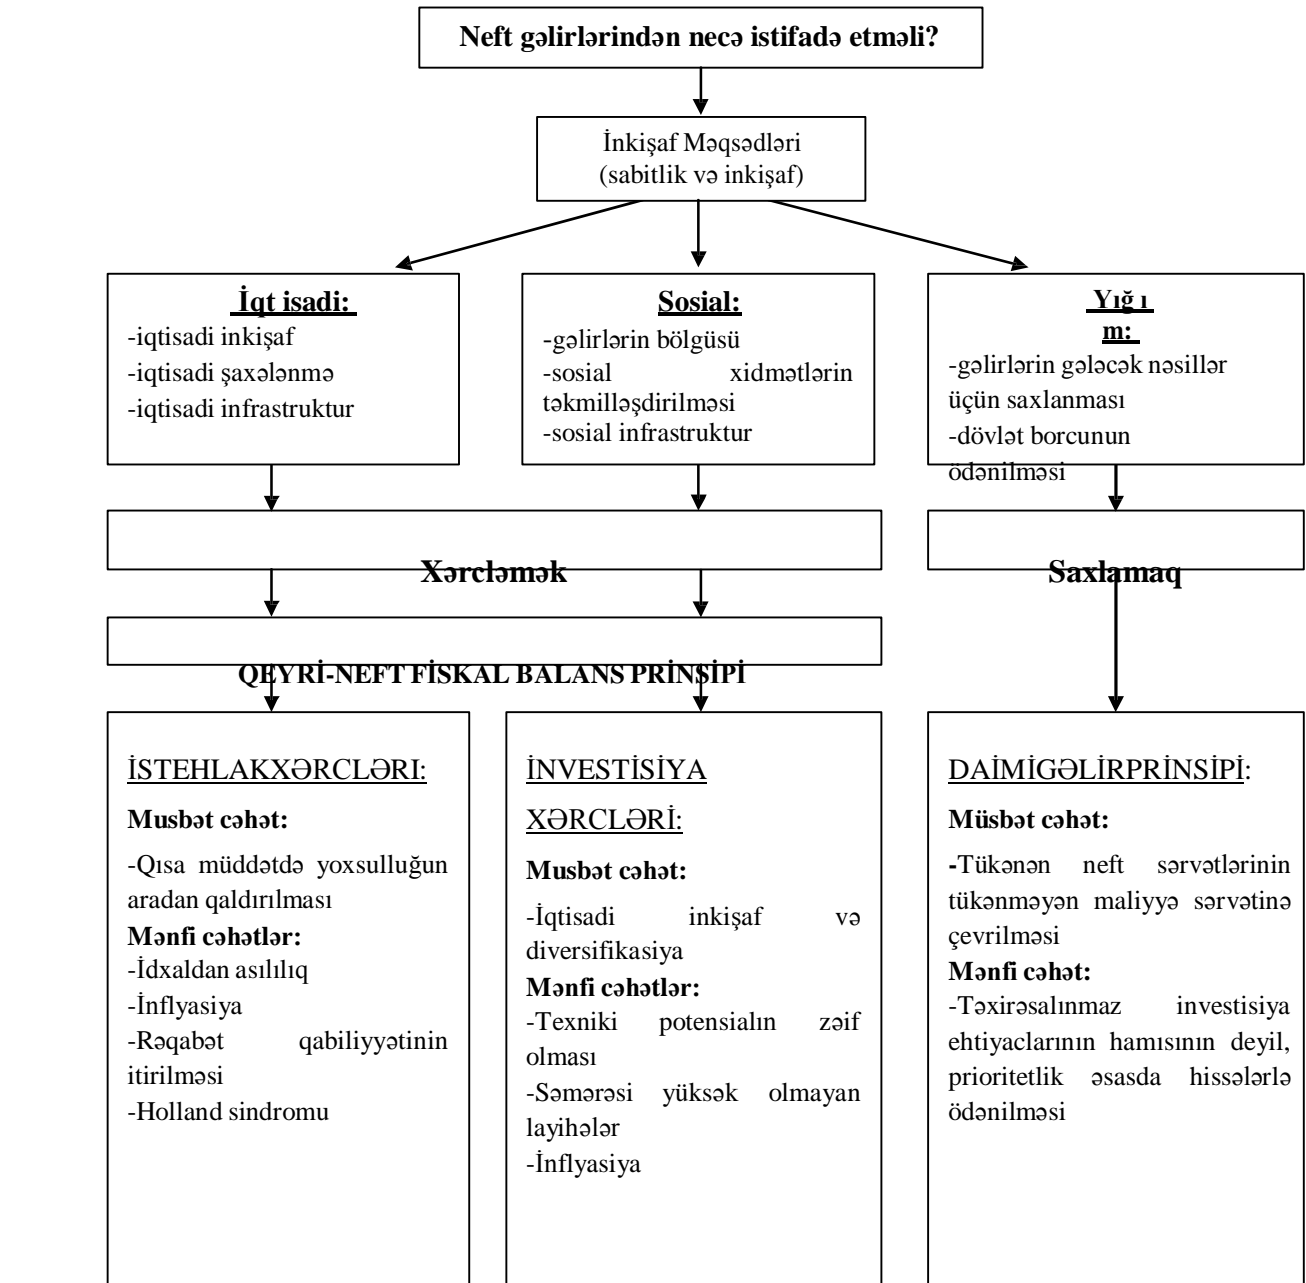 Neft gəlirlərindən necə istifadə etməli?
İnkişaf Məqsədləri
(sabitlik və inkişaf)
İqt isadi:
-iqtisadi inkişaf
-iqtisadi şaxələnmə
-iqtisadi infrastruktur
Sosial:
-gəlirlərin bölgüsü
-sosial xidmətlərin
təkmilləşdirilməsi
-sosial infrastruktur
Yığ ı
m:
-gəlirlərin gələcək nəsillər
üçün saxlanması
-dövlət borcunun
ödənilməsi
Xərcləmək
Saxlamaq
QEYRİ-NEFT FİSKAL BALANS PRİNSİPİ
İSTEHLAKXƏRCLƏRI:
Musbət cəhət:
-Qısa müddətdə yoxsulluğun
aradan qaldırılması
Mənfi cəhətlər:
-İdxaldan asılılıq
-İnflyasiya
-Rəqabət qabiliyyətinin
itirilməsi
-Holland sindromu
İNVESTİSİYA
XƏRCLƏRİ:
Musbət cəhət:
-İqtisadi inkişaf və
diversifikasiya
Mənfi cəhətlər:
-Texniki potensialın zəif
olması
-Səmərəsi yüksək olmayan
layihələr
-İnflyasiya
DAİMİGƏLİRPRİNSİPİ:
Müsbət cəhət:
-Tükənən neft sərvətlərinin
tükənməyən maliyyə sərvətinə
çevrilməsi
Mənfi cəhət:
-Təxirəsalınmaz investisiya
ehtiyaclarının hamısının deyil,
prioritetlik əsasda hissələrlə
ödənilməsi